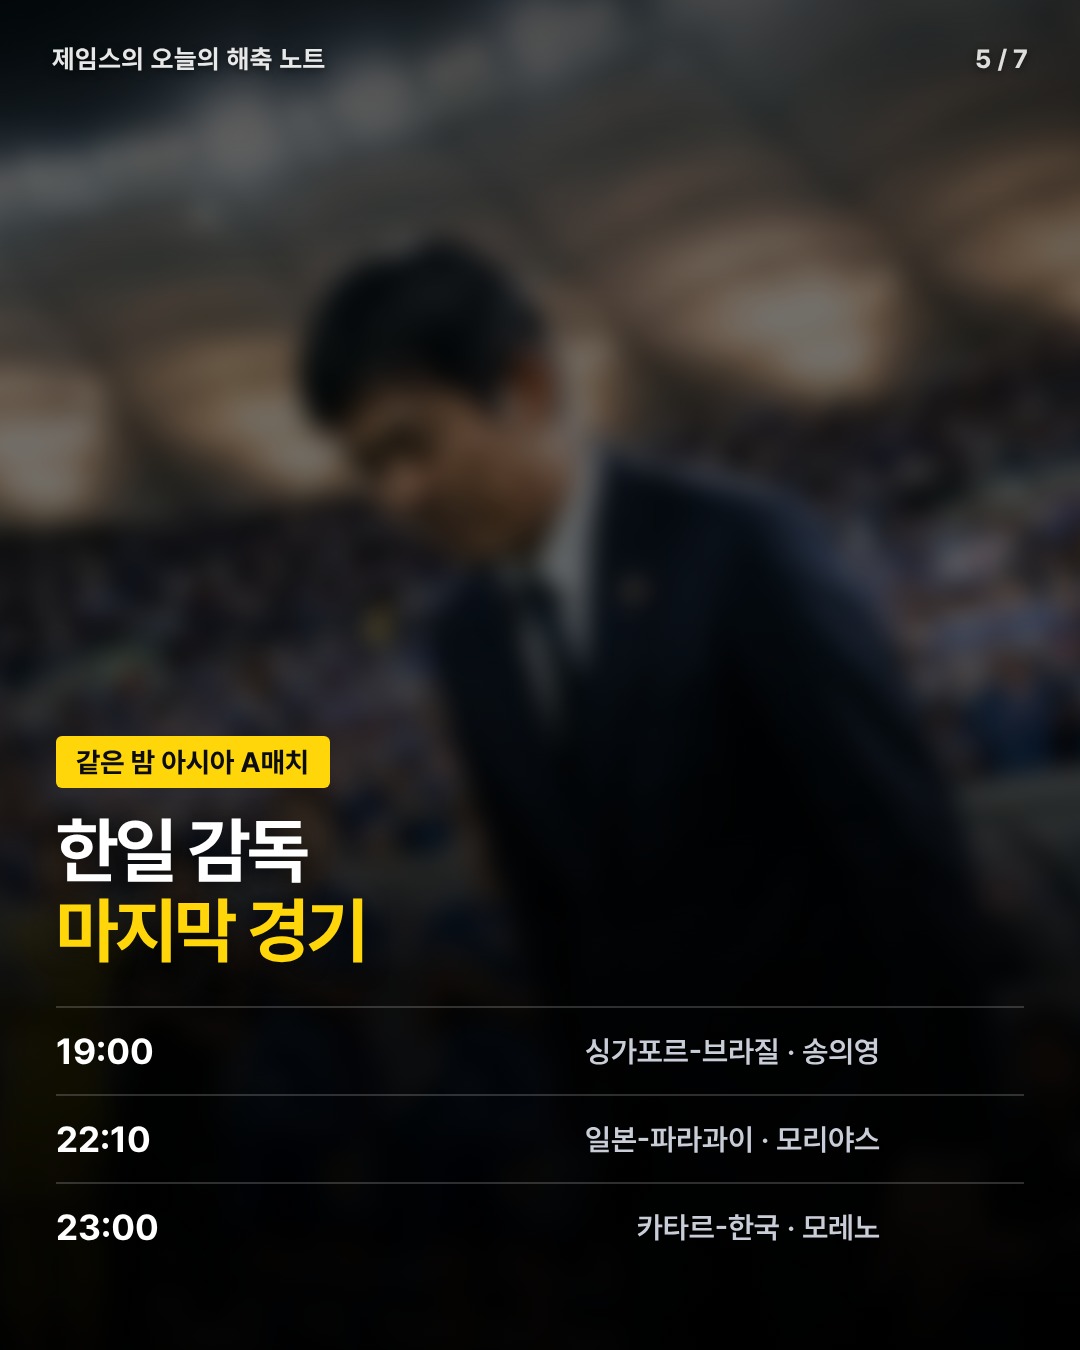 제임스의 오늘의 해축 노트
5 / 7
같은 밤 아시아 A매치
한일 감독
마지막 경기
19:00 싱가포르-브라질 · 송의영
22:10 일본-파라과이 · 모리야스
23:00 카타르-한국 · 모레노